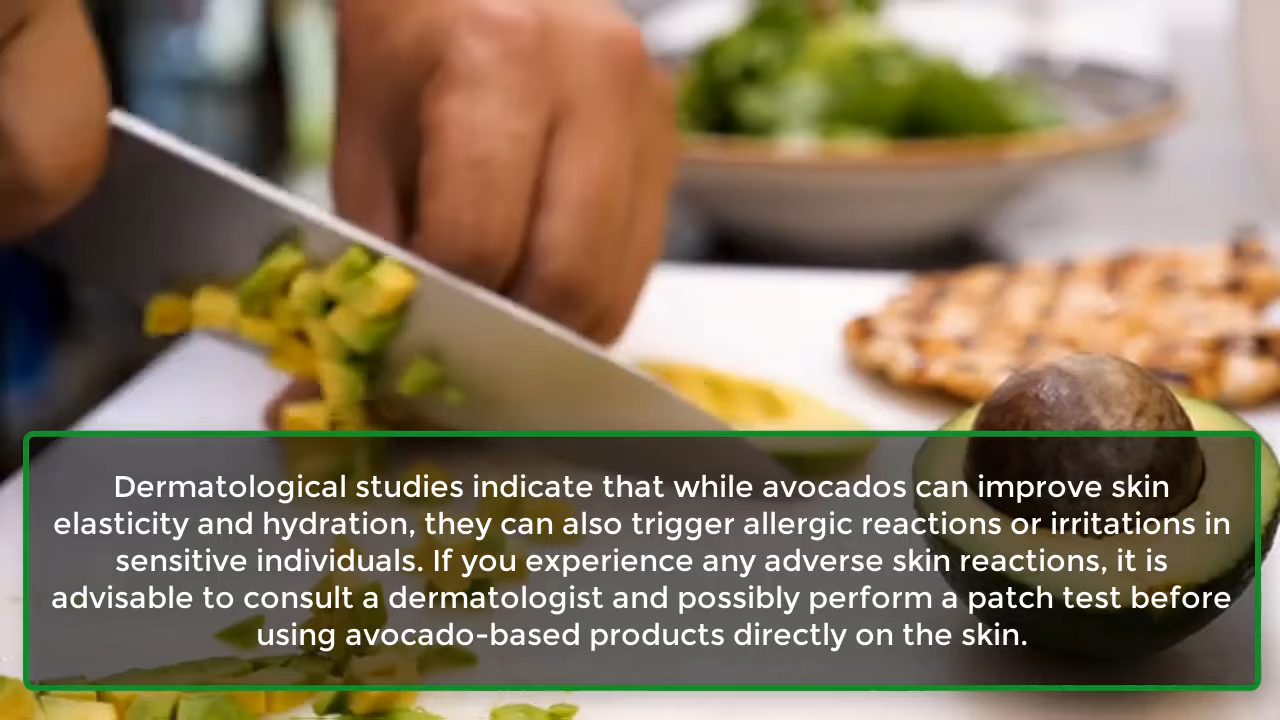 Dermatological studies indicate that while avocados can improve skin
elasticity and hydration, they can also trigger allergic reactions or irritations in
sensitive individuals. If you experience any adverse skin reactions, it is
advisable to consult a dermatologist and possibly perform a patch test before
using avocado-based products directly on the skin.